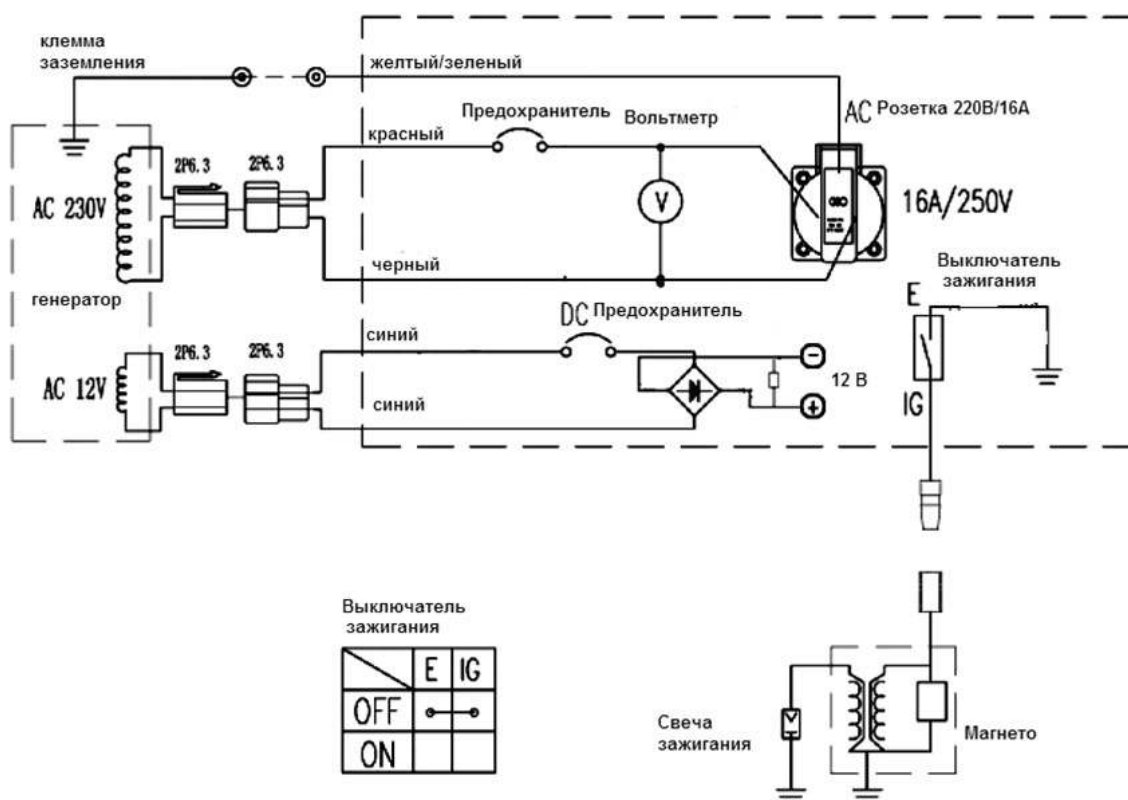 клемма
заземления
желтый/зеленый
AC Розетка 220В/16А
Предохранитель
Вольтметр
красный
2P6.3
2P6.3
AC 230V
V
16A/250V
черный
генератор
Выключатель
зажигания
E
DC Предохранитель
синий
2P6.3
2P6.3
AC 12V
12 В
синий
IG
Выключатель
зажигания
E IG
OFF
ON
Свеча
зажигания
Магнето